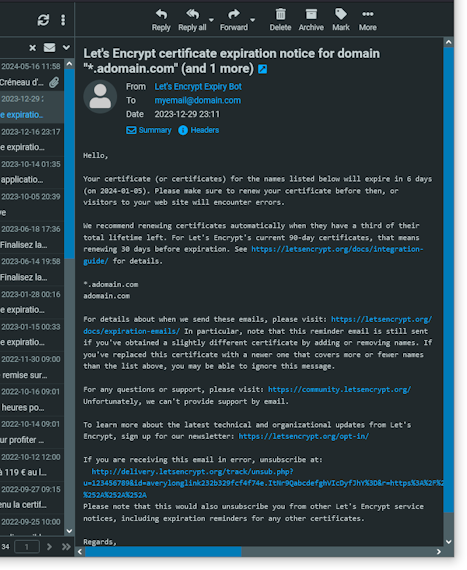 Reply
Reply all
Forward
Delete
Archive
Mark
More
2024-05-16 11:58
Créneau d'...
2023-12-29 2
e expiratio...
2023-12-16 23:17
e expiratio...
2023-10-14 01:35
applicatio...
2023-10-05 20:39
ve
2023-06-18 17:36
Finalisez la...
2023-06-14 19:58
Finalisez la...
2023-01-28 00:16
e expiratio...
2023-01-15 00:33
e expiratio...
2022-11-30 09:00
remise sur...
2022-10-16 09:01
heures po...
2022-10-14 09:01
ur profiter ...
2022-10-12 12:00
à 119 € au l...
2022-09-27 09:15
enu la certif...
2022-09-25 10:00
34
1
Let's Encrypt certificate expiration notice for domain
"*.adomain.com" (and 1 more)
From Let's Encrypt Expiry Bot
To myemail@domain.com
Date 2023-12-29 23:11
Summary Headers
Hello,
Your certificate (or certificates) for the names listed below will expire in 6 days
(on 2024-01-05). Please make sure to renew your certificate before then, or
visitors to your web site will encounter errors.
We recommend renewing certificates automatically when they have a third of their
total lifetime left. For Let's Encrypt's current 90-day certificates, that means
renewing 30 days before expiration. See https://letsencrypt.org/docs/integration-
guide/ for details.
*.adomain.com
adomain.com
For details about when we send these emails, please visit: https://letsencrypt.org/
docs/expiration-emails/ In particular, note that this reminder email is still sent
if you've obtained a slightly different certificate by adding or removing names. If
you've replaced this certificate with a newer one that covers more or fewer names
than the list above, you may be able to ignore this message.
For any questions or support, please visit: https://community.letsencrypt.org/
Unfortunately, we can't provide support by email.
To learn more about the latest technical and organizational updates from Let's
Encrypt, sign up for our newsletter: https://letsencrypt.org/opt-in/
If you are receiving this email in error, unsubscribe at:
http://delivery.letsencrypt.org/track/unsub.php?
u=123456789&id=averylonglink232b329fcf4f74e.ItNr9QabcdefghVIcDyfJhY%3D&r=https%3A%2F%2
%252A%252A%252A
Please note that this would also unsubscribe you from other Let's Encrypt service
notices, including expiration reminders for any other certificates.
Regards,